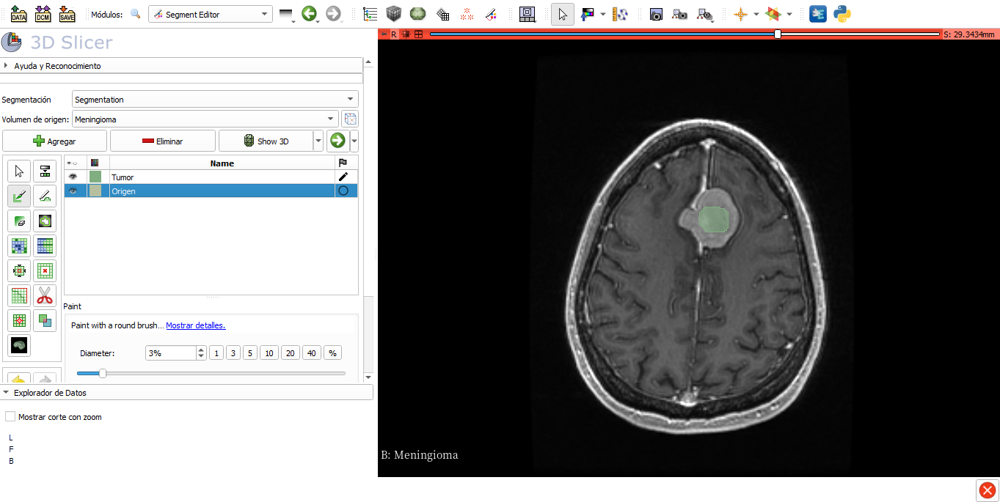 DATA DCM SAVE Módulos: Segment Editor
3D Slicer
R S: 29.3434mm
Ayuda y Reconocimiento
Segmentación Segmentation
Volumen de origen: Meningioma
Agregar Eliminar Show 3D
Name
Tumor
Origen
Paint
Paint with a round brush... Mostrar detalles.
Diameter: 3% 1 3 5 10 20 40 %
Explorador de Datos
Mostrar corte con zoom
L
F
B
B: Meningioma